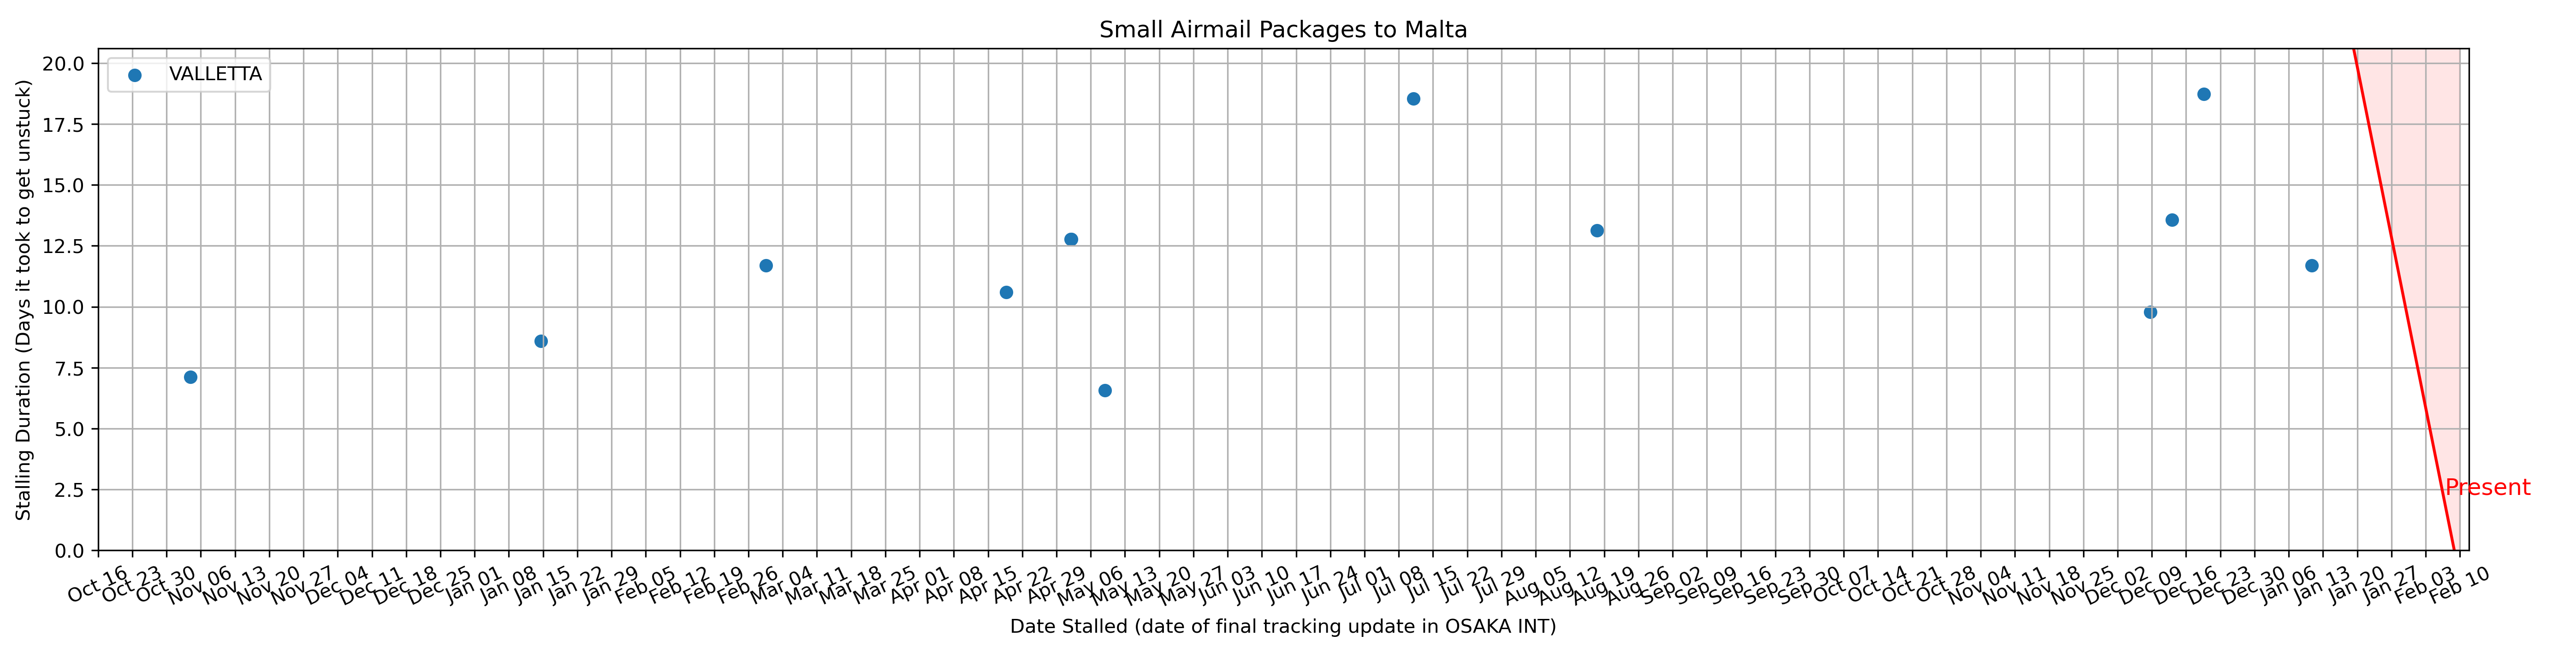 Small Airmail Packages to Malta
Stalling Duration (Days it took to get unstuck)
20.0
17.5
15.0
12.5
10.0
7.5
5.0
2.5
0.0
VALLETTA
Present
Oct 16
Oct 23
Oct 30
Nov 06
Nov 13
Nov 20
Nov 27
Dec 04
Dec 11
Dec 18
Dec 25
Jan 01
Jan 08
Jan 15
Jan 22
Jan 29
Feb 05
Feb 12
Feb 19
Feb 26
Mar 04
Mar 11
Mar 18
Mar 25
Apr 01
Apr 08
Apr 15
Apr 22
Apr 29
May 06
May 13
May 20
May 27
Jun 03
Jun 10
Jun 17
Jun 24
Jul 01
Jul 08
Jul 15
Jul 22
Jul 29
Aug 05
Aug 12
Aug 19
Aug 26
Sep 02
Sep 09
Sep 16
Sep 23
Sep 30
Oct 07
Oct 14
Oct 21
Oct 28
Nov 04
Nov 11
Nov 18
Nov 25
Dec 02
Dec 09
Dec 16
Dec 23
Dec 30
Jan 06
Jan 13
Jan 20
Jan 27
Feb 03
Feb 10
Date Stalled (date of final tracking update in OSAKA INT)